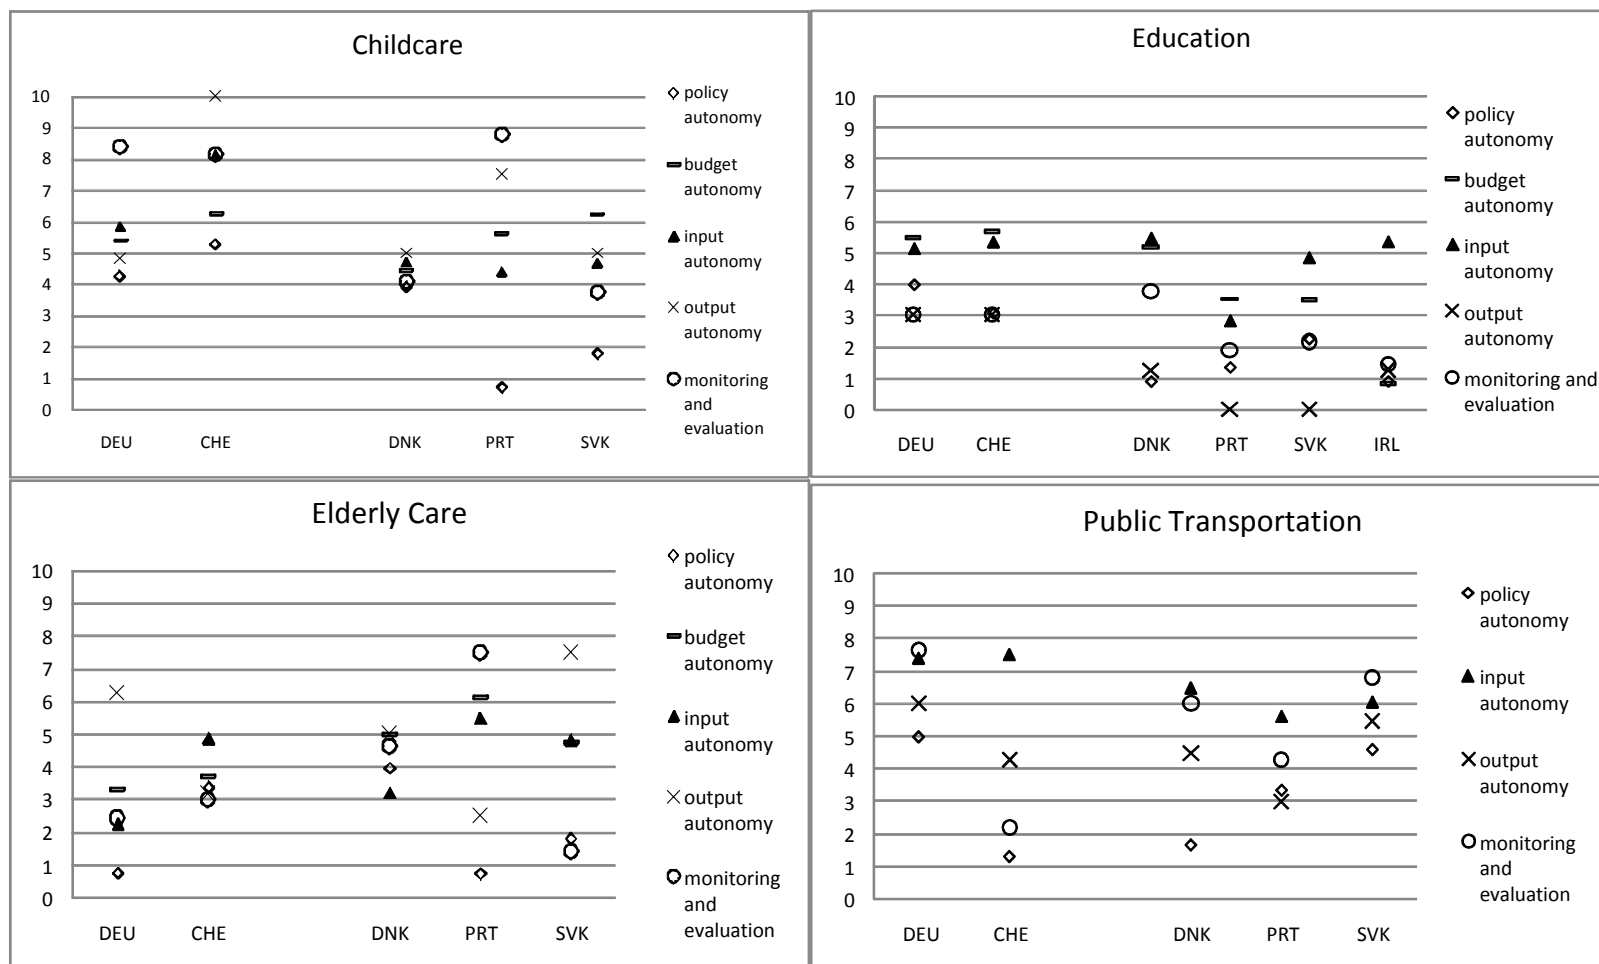 Childcare
10
9
8
7
6
5
4
3
2
1
0
DEU CHE DNK PRT SVK
policy
autonomy
budget
autonomy
input
autonomy
output
autonomy
monitoring
and
evaluation
Education
10
9
8
7
6
5
4
3
2
1
0
DEU CHE DNK PRT SVK IRL
policy
autonomy
budget
autonomy
input
autonomy
output
autonomy
monitoring and
evaluation
Elderly Care
10
9
8
7
6
5
4
3
2
1
0
DEU CHE DNK PRT SVK
policy
autonomy
budget
autonomy
input
autonomy
output
autonomy
monitoring
and
evaluation
Public Transportation
10
9
8
7
6
5
4
3
2
1
0
DEU CHE DNK PRT SVK
policy
autonomy
input
autonomy
output
autonomy
monitoring
and
evaluation